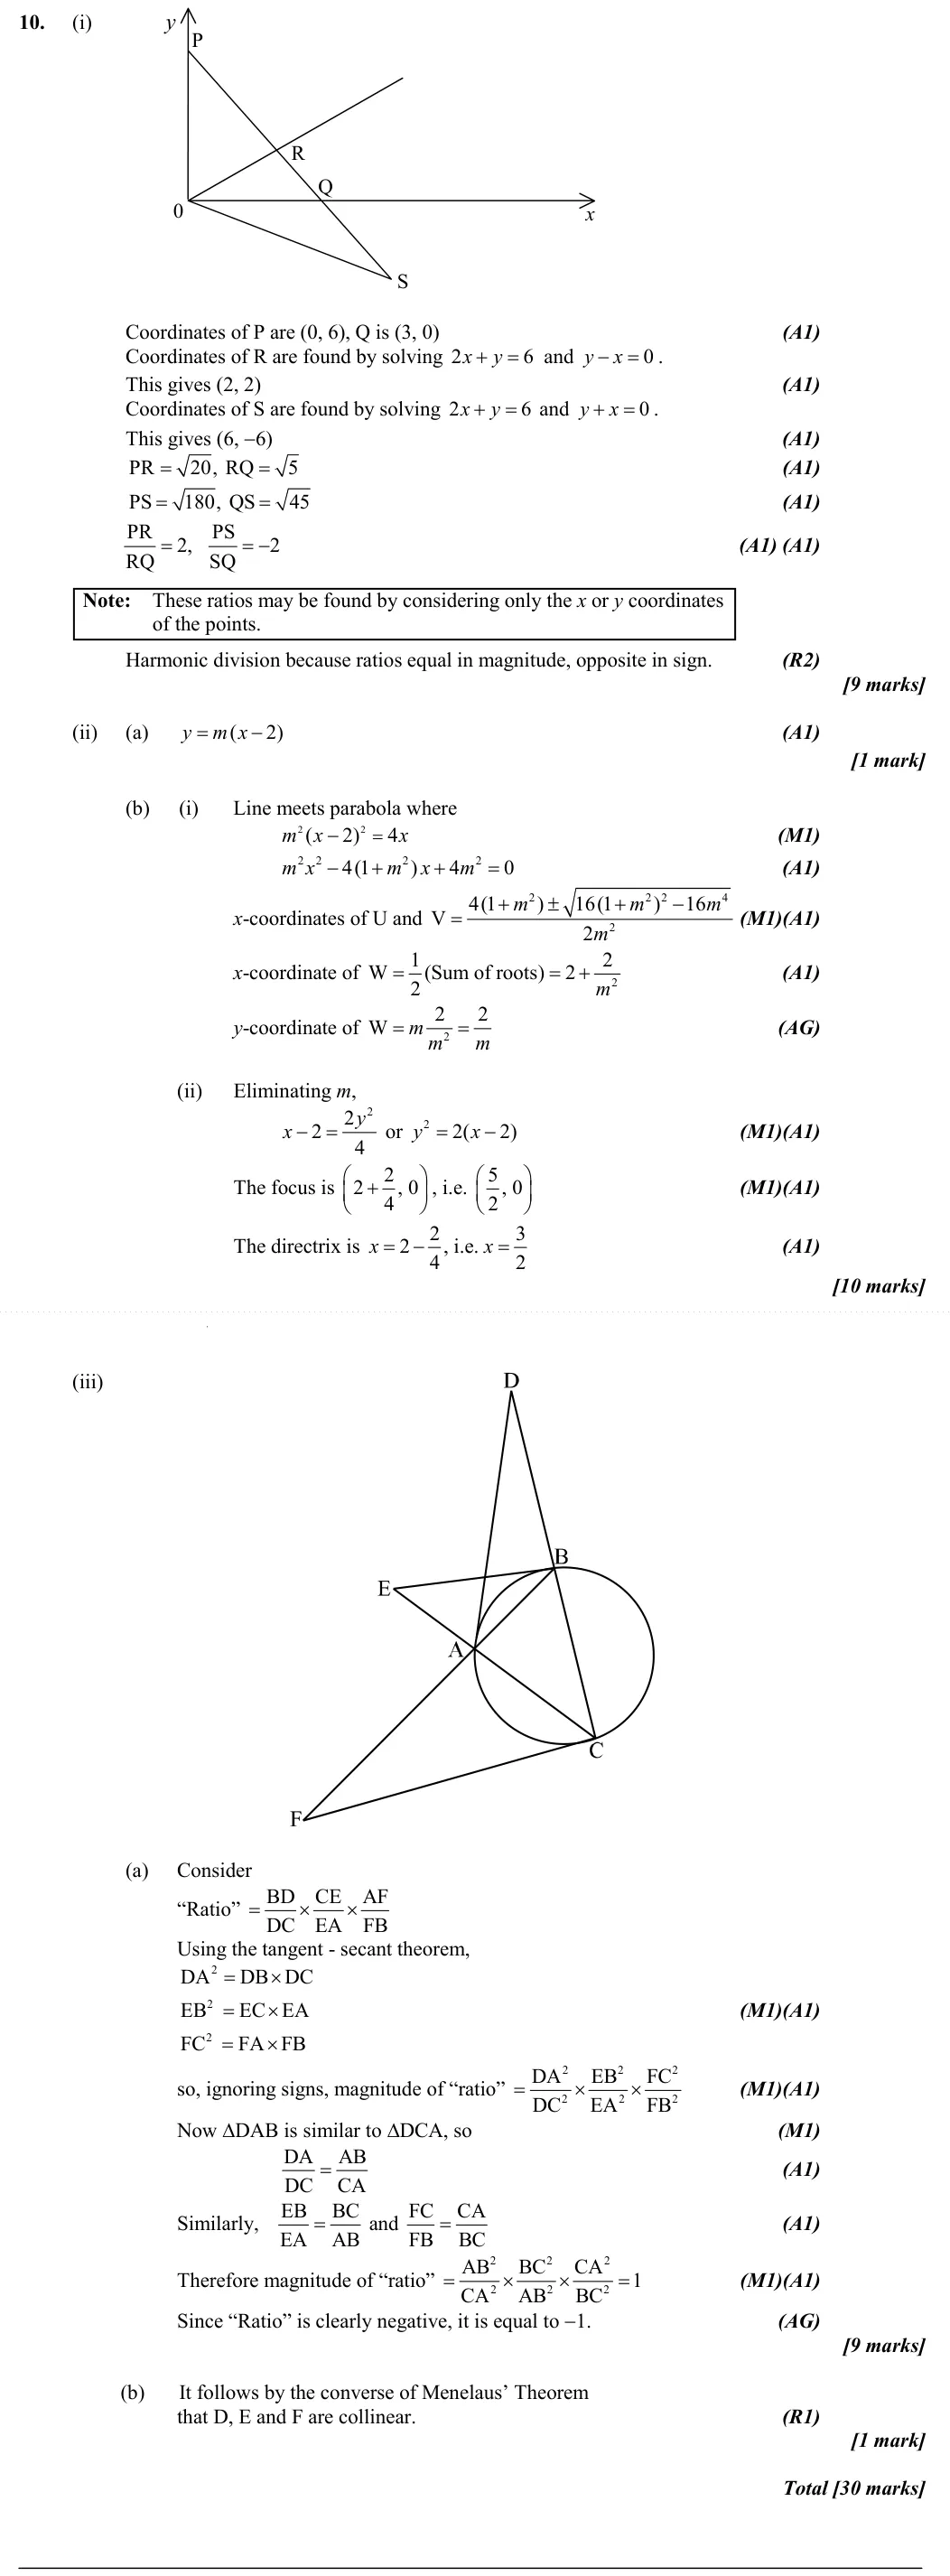 10. (i)
y
P
R
Q
0
x
S
Coordinates of P are (0, 6), Q is (3, 0) (A1)
Coordinates of R are found by solving 2x + y = 6 and y − x = 0 .
This gives (2, 2) (A1)
Coordinates of S are found by solving 2x + y = 6 and y + x = 0 .
This gives (6, −6) (A1)
PR = √20, RQ = √5 (A1)
PS = √180, QS = √45 (A1)
PR/RQ = 2, PS/SQ = −2 (A1) (A1)
Note: These ratios may be found by considering only the x or y coordinates
of the points.
Harmonic division because ratios equal in magnitude, opposite in sign. (R2)
[9 marks]
(ii) (a) y = m(x − 2) (A1)
[1 mark]
(b) (i) Line meets parabola where
m²(x − 2)² = 4x (M1)
m²x² − 4(1 + m²)x + 4m² = 0 (A1)
x-coordinates of U and V = (4(1 + m²) ± √(16(1 + m²)² − 16m⁴))/2m² (M1)(A1)
x-coordinate of W = 1/2 (Sum of roots) = 2 + 2/m² (A1)
y-coordinate of W = m 2/m² = 2/m (AG)
(ii) Eliminating m,
x − 2 = 2y²/4 or y² = 2(x − 2) (M1)(A1)
The focus is (2 + 2/4, 0), i.e. (5/2, 0) (M1)(A1)
The directrix is x = 2 − 2/4, i.e. x = 3/2 (A1)
[10 marks]
(iii)
D
B
E
A
C
F
(a) Consider
“Ratio” = BD/DC × CE/EA × AF/FB
Using the tangent - secant theorem,
DA² = DB × DC
EB² = EC × EA (M1)(A1)
FC² = FA × FB
so, ignoring signs, magnitude of “ratio” = DA²/DC² × EB²/EA² × FC²/FB² (M1)(A1)
Now ΔDAB is similar to ΔDCA, so (M1)
DA/DC = AB/CA (A1)
Similarly, EB/EA = BC/AB and FC/FB = CA/BC (A1)
Therefore magnitude of “ratio” = AB²/CA² × BC²/AB² × CA²/BC² = 1 (M1)(A1)
Since “Ratio” is clearly negative, it is equal to −1. (AG)
[9 marks]
(b) It follows by the converse of Menelaus’ Theorem
that D, E and F are collinear. (R1)
[1 mark]
Total [30 marks]